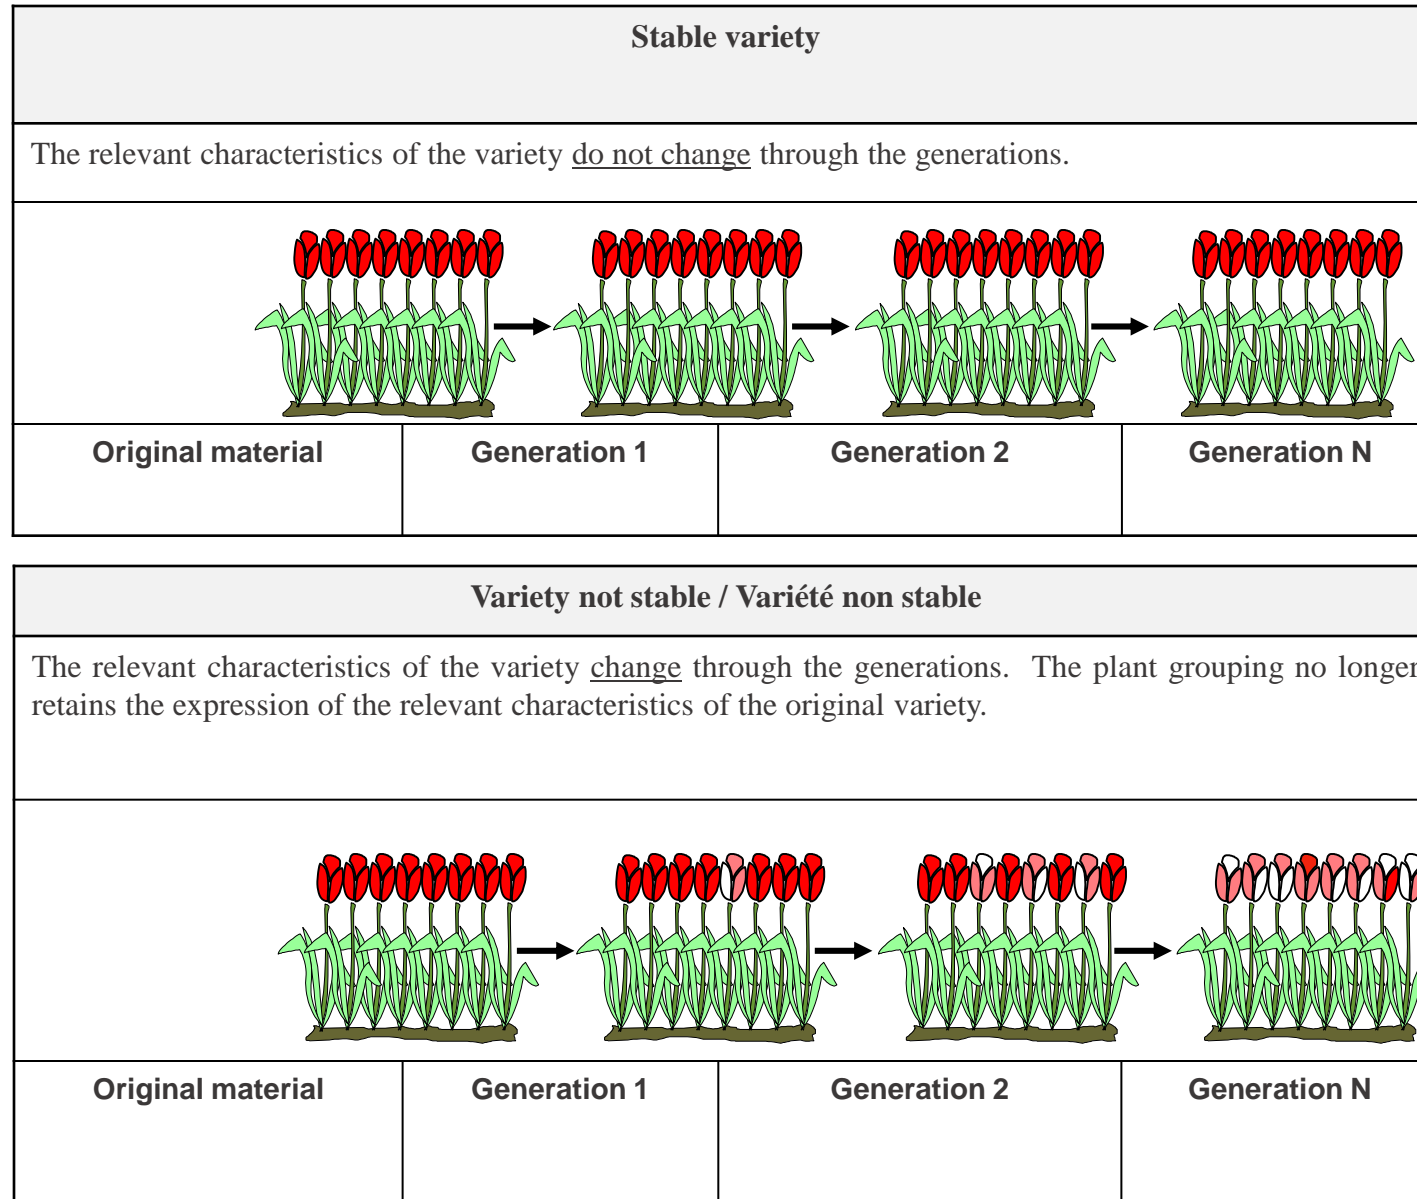 Stable variety
The relevant characteristics of the variety do not change through the generations.
Original material
Generation 1
Generation 2
Generation N
Variety not stable / Variété non stable
The relevant characteristics of the variety change through the generations. The plant grouping no longer
retains the expression of the relevant characteristics of the original variety.
Original material
Generation 1
Generation 2
Generation N